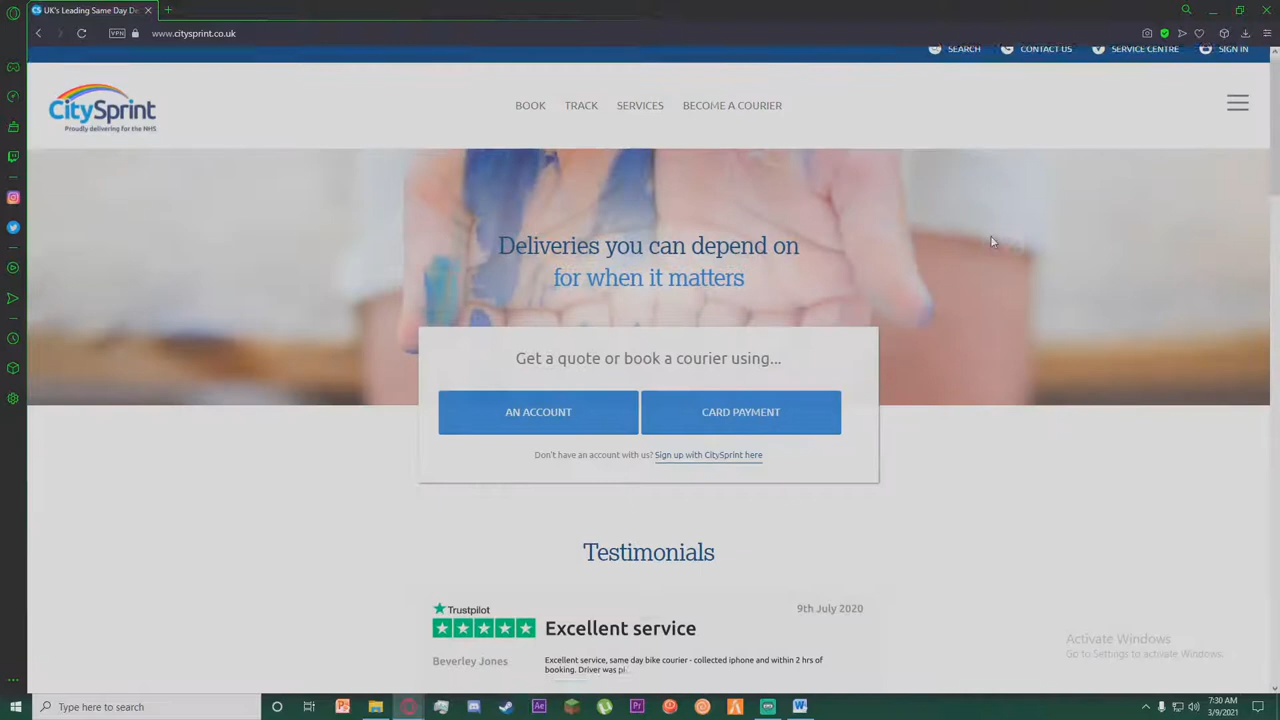 UK's Leading Same Day De
VPN
www.citysprint.co.uk
SEARCH
CONTACT US
SERVICE CENTRE
SIGN IN
CitySprint
Proudly delivering for the NHS
BOOK
TRACK
SERVICES
BECOME A COURIER
Deliveries you can depend on
for when it matters
Get a quote or book a courier using...
AN ACCOUNT
CARD PAYMENT
Don't have an account with us? Sign up with CitySprint here
Testimonials
Trustpilot
9th July 2020
Excellent service
Beverley Jones
Excellent service, same day bike courier - collected iphone and within 2 hrs of
booking. Driver was
Activate Windows
Go to Settings to activate Windows.
Type here to search
7:30 AM
3/9/2021